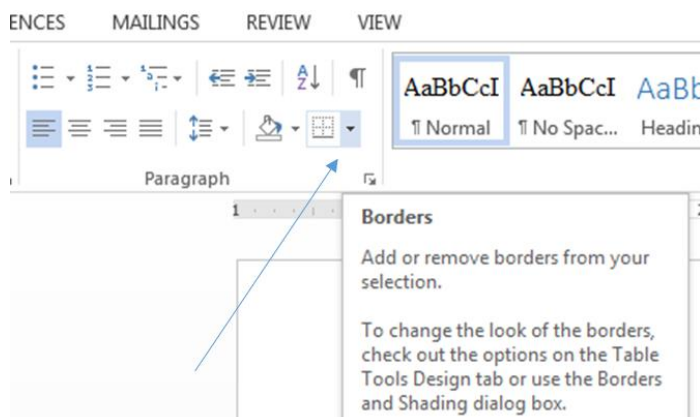 ENCES MAILINGS REVIEW VIEW
AaBbCcI AaBbCcI AaBb
¶ Normal ¶ No Spac... Headin
Paragraph
1
Borders
Add or remove borders from your
selection.
To change the look of the borders,
check out the options on the Table
Tools Design tab or use the Borders
and Shading dialog box.